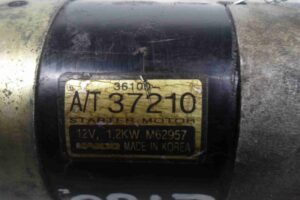 36100-
A/T 37210
STARTER MOTOR
12V, 1.2KW M62957
MADE IN KOREA